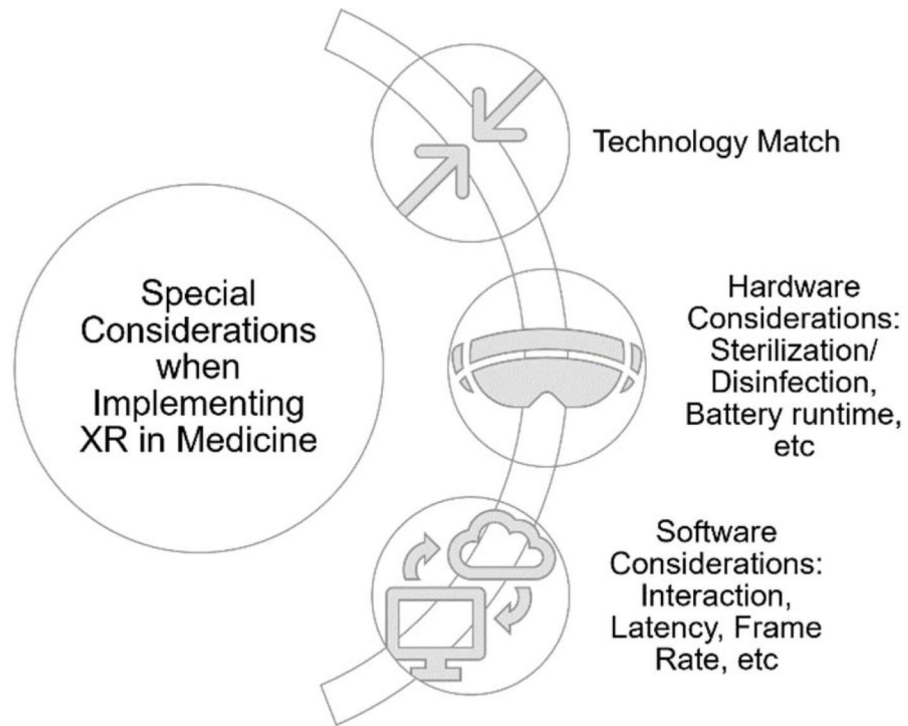 Special
Considerations
when
Implementing
XR in Medicine
Technology Match
Hardware
Considerations:
Sterilization/
Disinfection,
Battery runtime,
etc
Software
Considerations:
Interaction,
Latency, Frame
Rate, etc